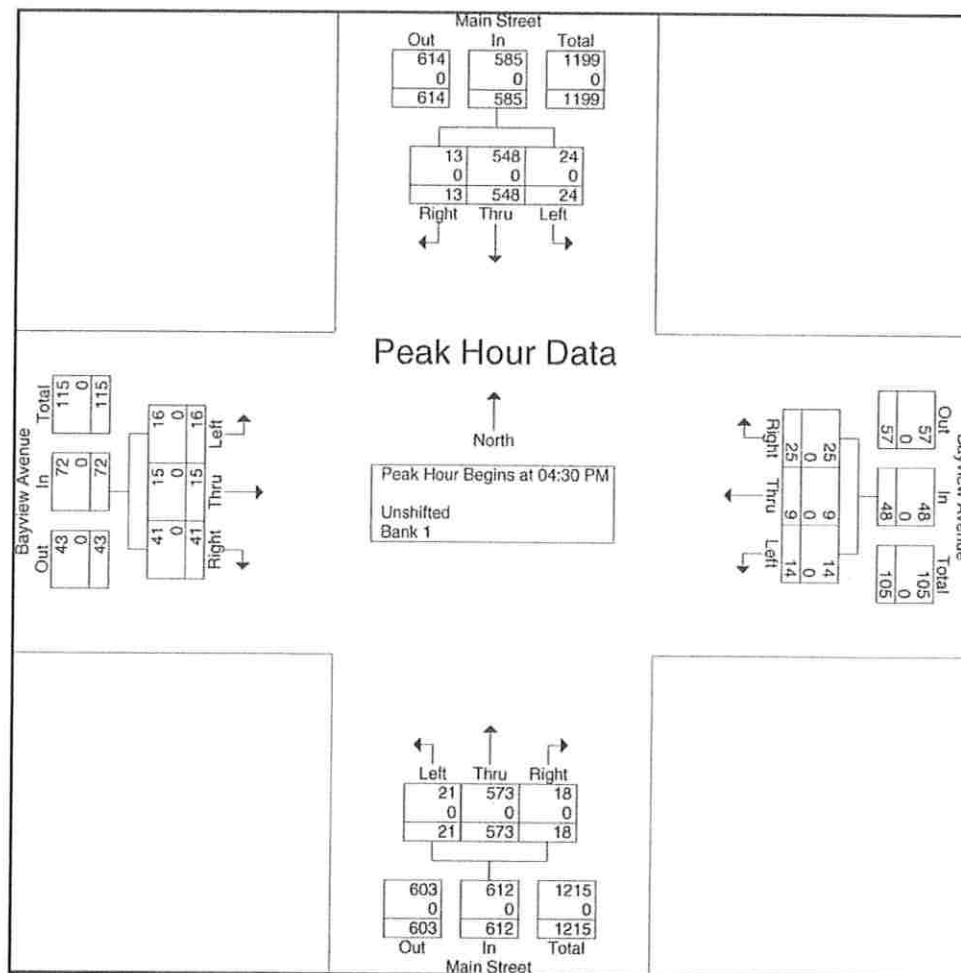 Main Street
Out In Total
614 585 1199
0 0 0
614 585 1199
13 548 24
0 0 0
13 548 24
Right Thru Left
Peak Hour Data
North
Peak Hour Begins at 04:30 PM
Unshifted
Bank 1
Bayview Avenue
Out In Total
43 72 115
0 0 0
43 72 115
41 15 16
0 0 0
41 15 16
Right Thru Left
Bayview Avenue
Out In Total
57 48 105
0 0 0
57 48 105
25 9 14
0 0 0
25 9 14
Right Thru Left
Left Thru Right
21 573 18
0 0 0
21 573 18
603 612 1215
0 0 0
603 612 1215
Out In Total
Main Street